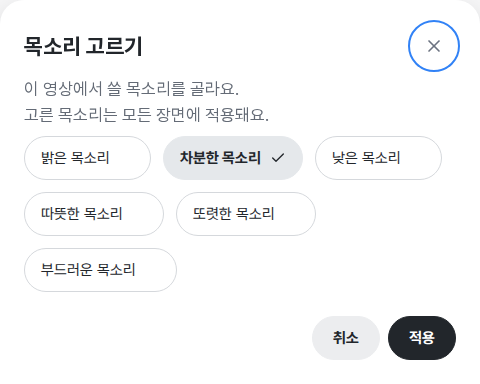 목소리 고르기
이 영상에서 쓸 목소리를 골라요.
고른 목소리는 모든 장면에 적용돼요.
밝은 목소리
차분한 목소리
낮은 목소리
따뜻한 목소리
또렷한 목소리
부드러운 목소리
취소
적용